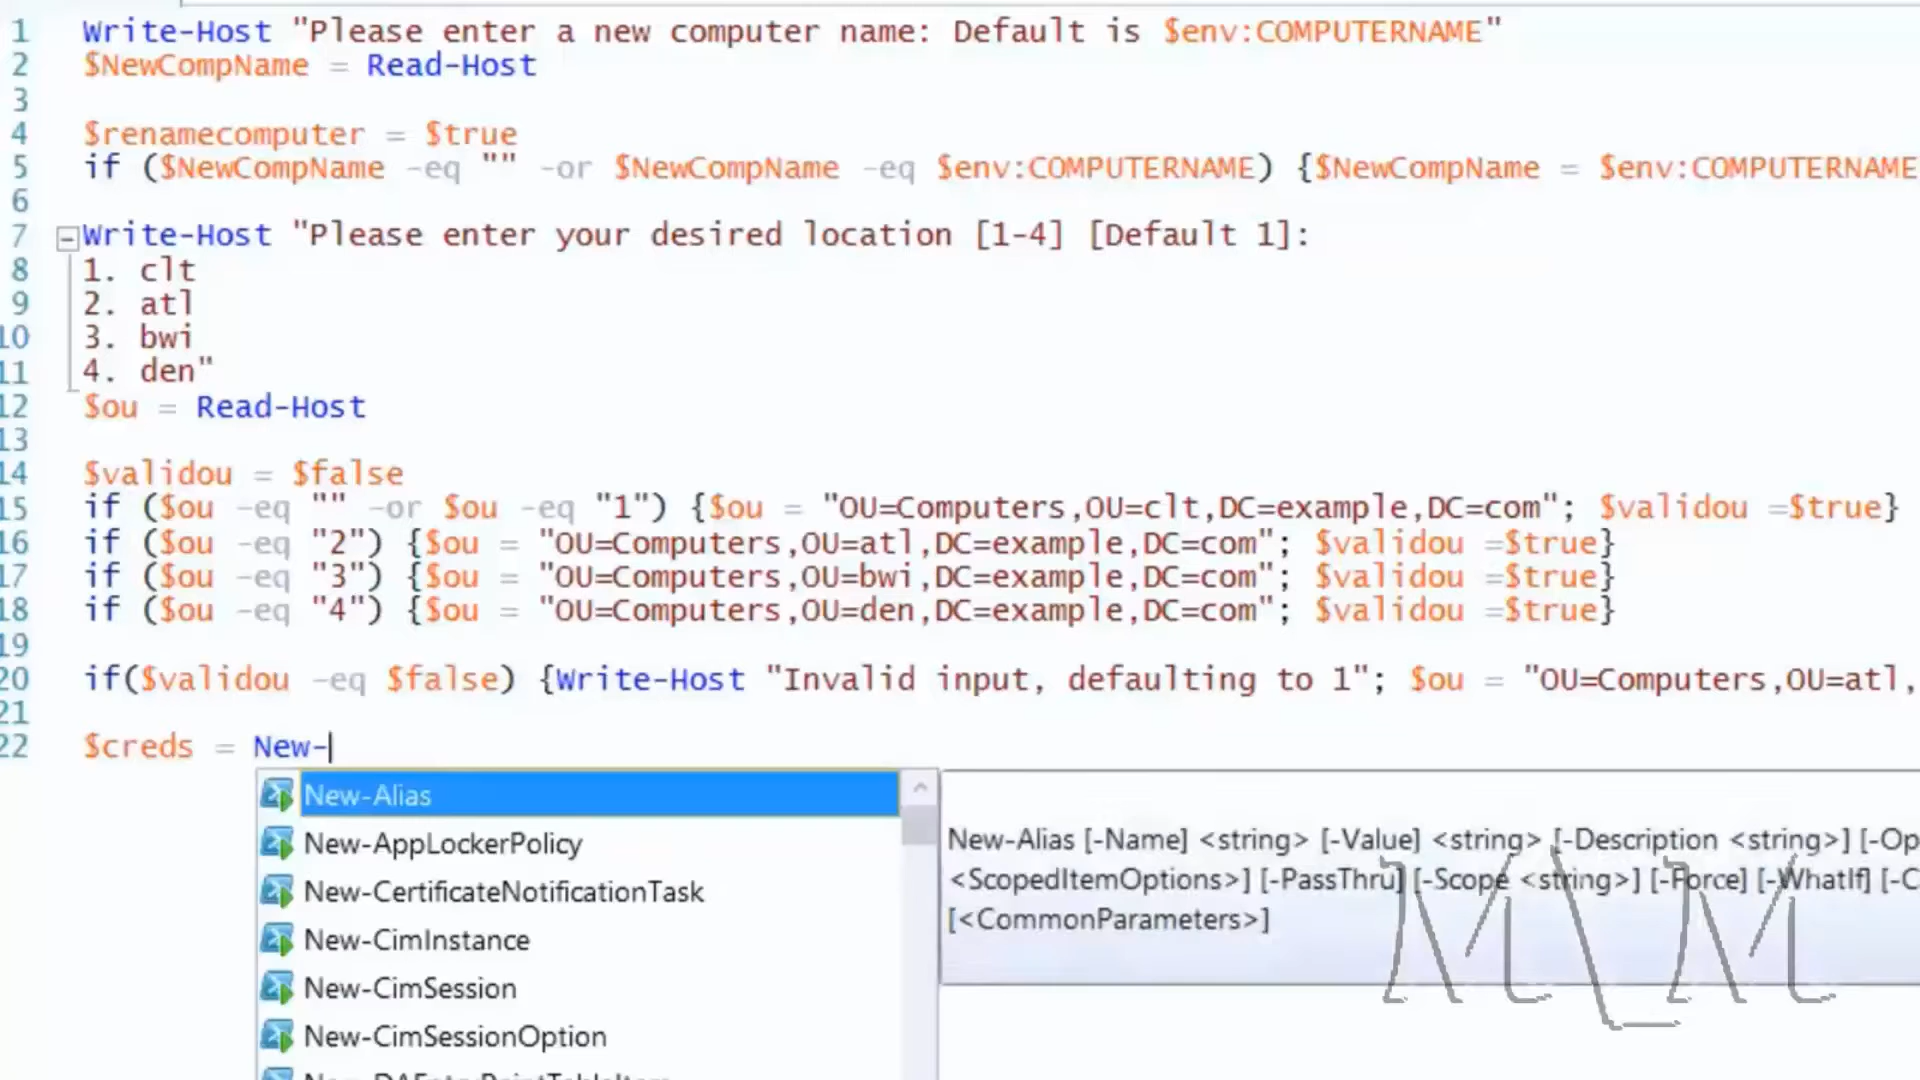 1 Write-Host "Please enter a new computer name: Default is $env:COMPUTERNAME"
2 $NewCompName = Read-Host
3
4 $renamecomputer = $true
5 if ($NewCompName -eq "" -or $NewCompName -eq $env:COMPUTERNAME) {$NewCompName = $env:COMPUTERNAME
6
7 Write-Host "Please enter your desired location [1-4] [Default 1]:
8 1. clt
9 2. atl
10 3. bwi
11 4. den"
12 $ou = Read-Host
13
14 $validou = $false
15 if ($ou -eq "" -or $ou -eq "1") {$ou = "OU=Computers,OU=clt,DC=example,DC=com"; $validou =$true}
16 if ($ou -eq "2") {$ou = "OU=Computers,OU=atl,DC=example,DC=com"; $validou =$true}
17 if ($ou -eq "3") {$ou = "OU=Computers,OU=bwi,DC=example,DC=com"; $validou =$true}
18 if ($ou -eq "4") {$ou = "OU=Computers,OU=den,DC=example,DC=com"; $validou =$true}
19
20 if($validou -eq $false) {Write-Host "Invalid input, defaulting to 1"; $ou = "OU=Computers,OU=atl,
21
22 $creds = New-
New-Alias
New-AppLockerPolicy
New-CertificateNotificationTask
New-CimInstance
New-CimSession
New-CimSessionOption
New-Alias [-Name] <string> [-Value] <string> [-Description <string>] [-Op
<ScopedItemOptions>] [-PassThru] [-Scope <string>] [-Force] [-WhatIf] [-C
[<CommonParameters>]
M\_M